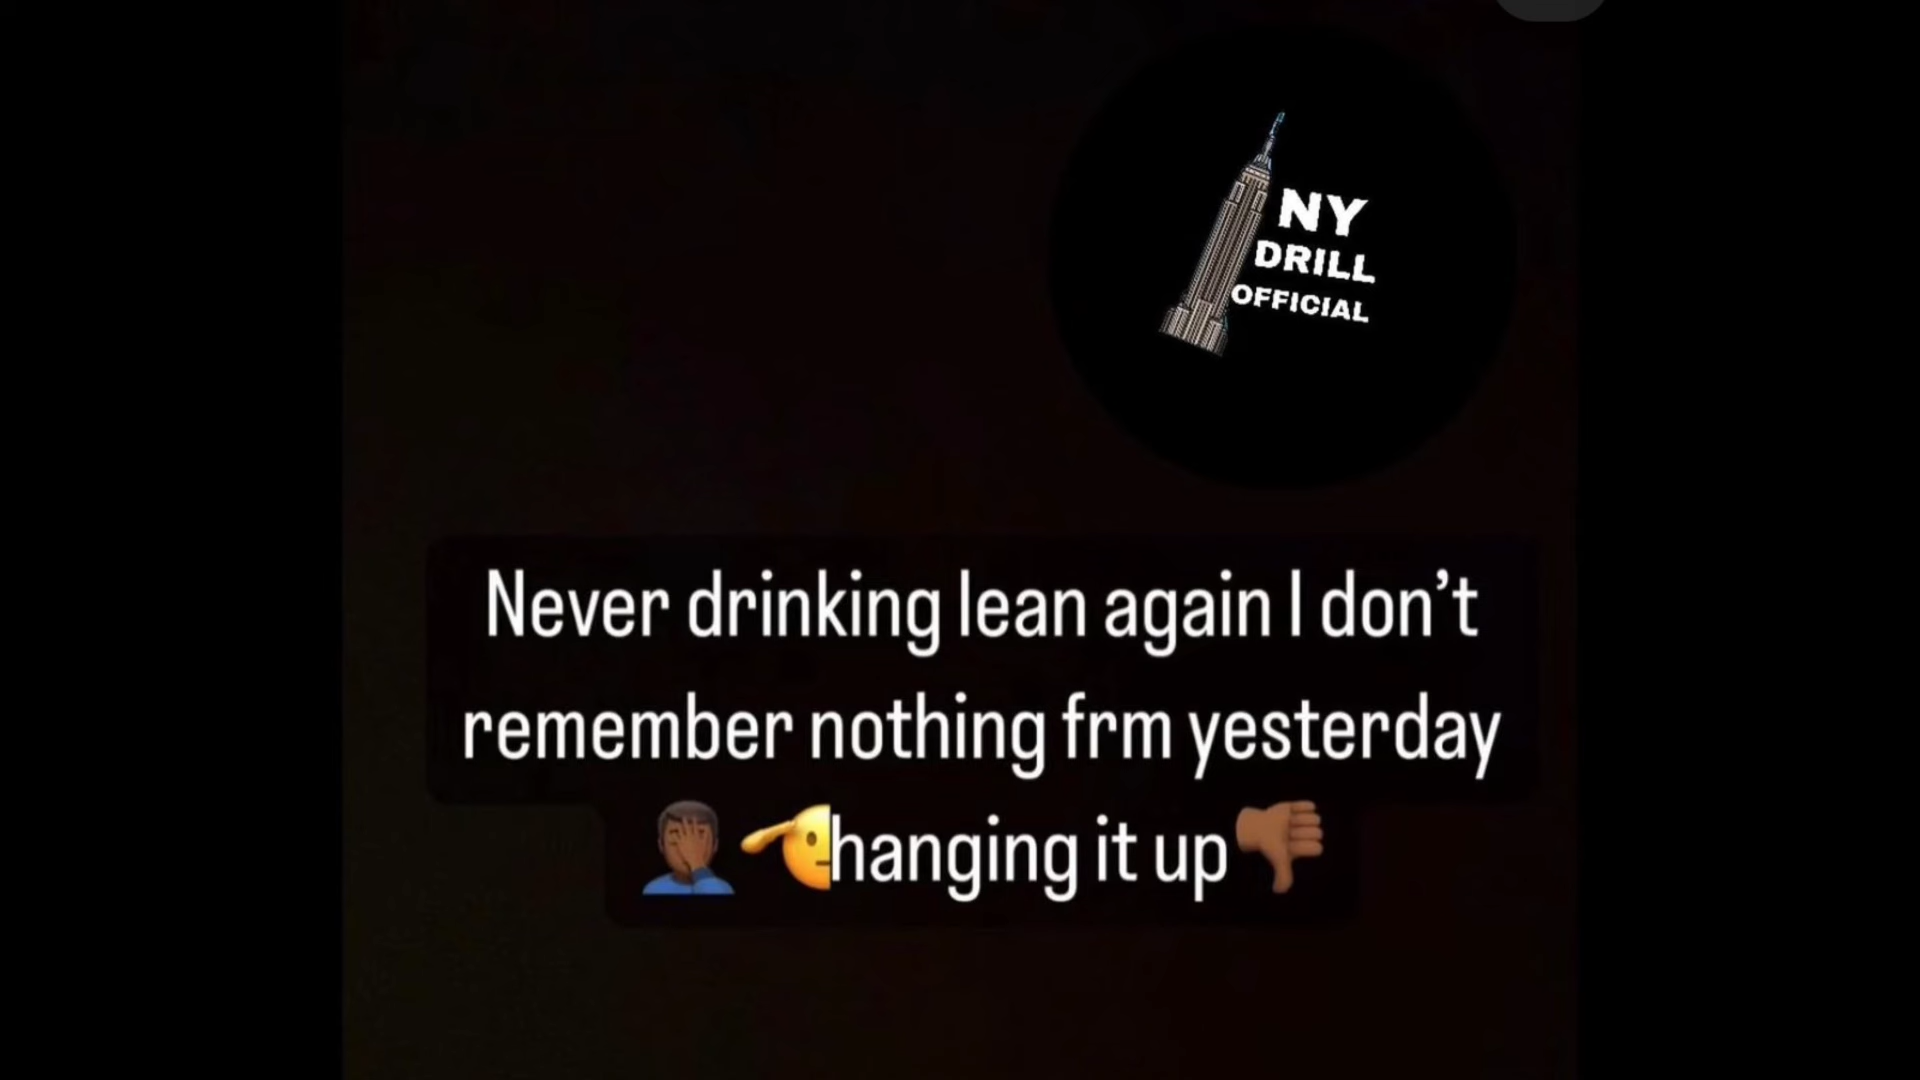 NY
DRILL
OFFICIAL
Never drinking lean again I don’t
remember nothing frm yesterday
🤦🏾‍♂️🫡hanging it up👎🏾